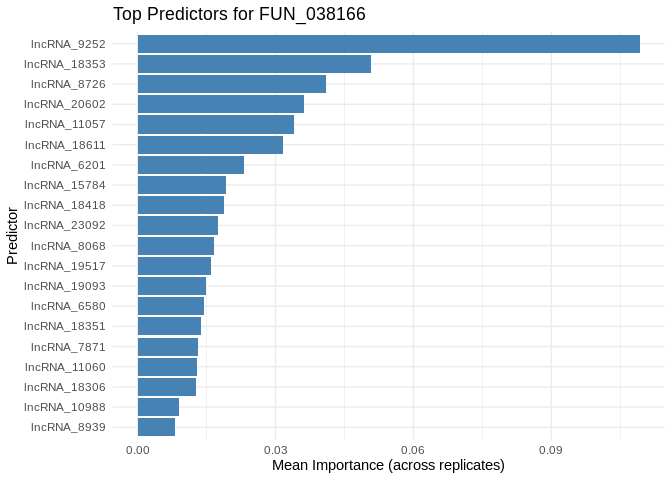 Top Predictors for FUN_038166
Predictor
lncRNA_9252
lncRNA_18353
lncRNA_8726
lncRNA_20602
lncRNA_11057
lncRNA_18611
lncRNA_6201
lncRNA_15784
lncRNA_18418
lncRNA_23092
lncRNA_8068
lncRNA_19517
lncRNA_19093
lncRNA_6580
lncRNA_18351
lncRNA_7871
lncRNA_11060
lncRNA_18306
lncRNA_10988
lncRNA_8939
0.00 0.03 0.06 0.09
Mean Importance (across replicates)